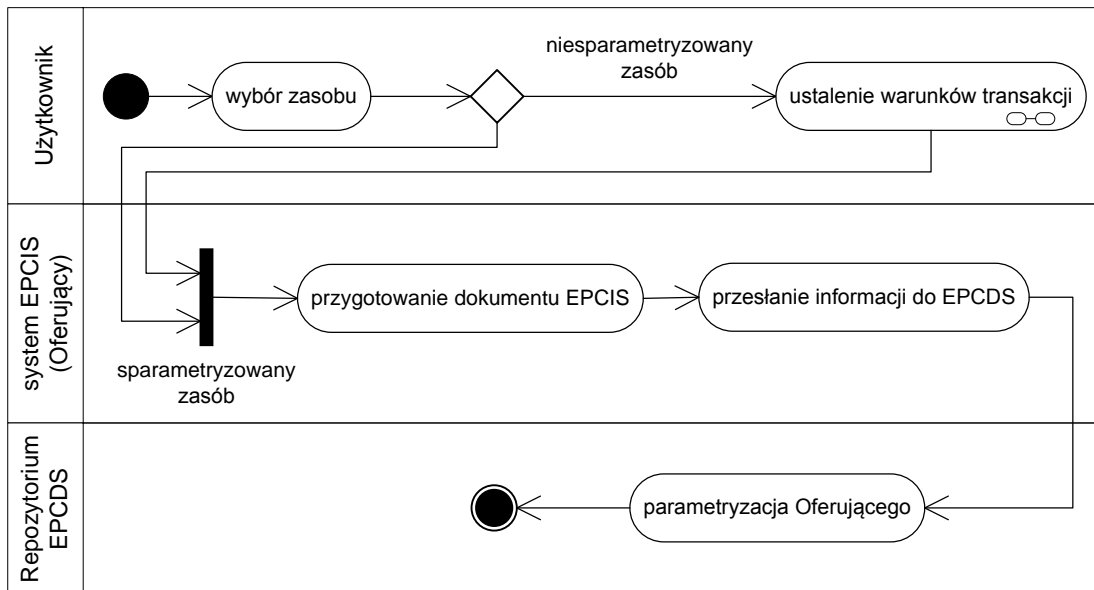 Użytkownik
niesparametryzowany
zasób
wybór zasobu
ustalenie warunków transakcji
system EPCIS
(Oferujący)
przygotowanie dokumentu EPCIS
przesłanie informacji do EPCDS
sparametryzowany
zasób
Repozytorium
EPCDS
parametryzacja Oferującego